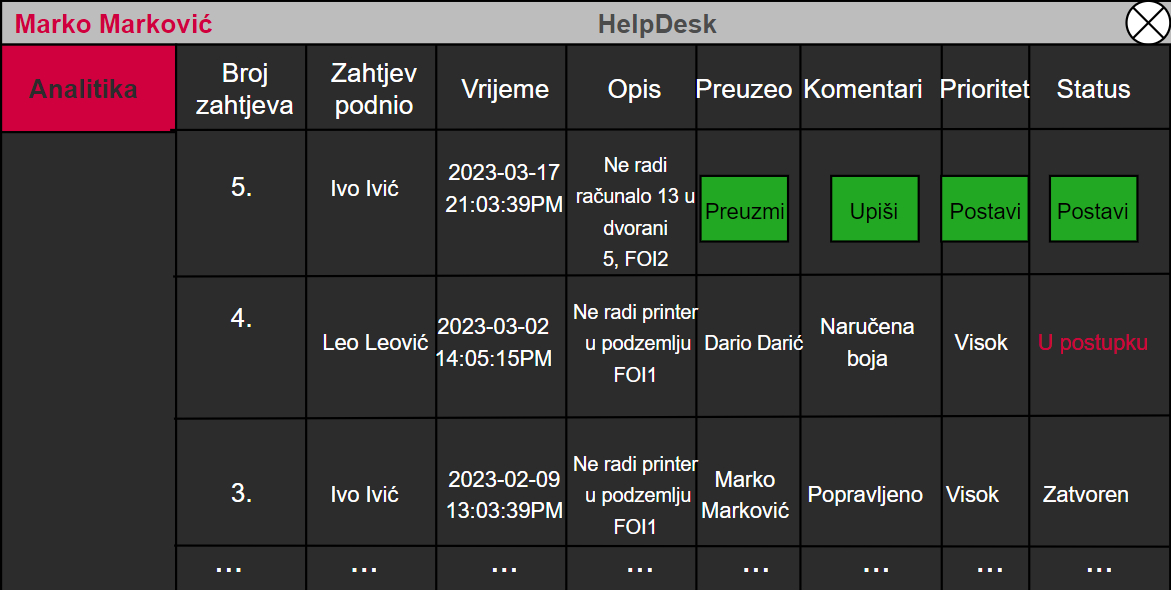 Marko Marković
HelpDesk
Analitika
Broj
zahtjeva
Zahtjev
podnio
Vrijeme
Opis
Preuzeo
Komentari
Prioritet
Status
5.
Ivo Ivić
2023-03-17
21:03:39PM
Ne radi
računalo 13 u
dvorani
5, FOI2
Preuzmi
Upiši
Postavi
Postavi
4.
Leo Leović
2023-03-02
14:05:15PM
Ne radi printer
u podzemlju
FOI1
Dario Darić
Naručena
boja
Visok
U postupku
3.
Ivo Ivić
2023-02-09
13:03:39PM
Ne radi printer
u podzemlju
FOI1
Marko
Marković
Popravljeno
Visok
Zatvoren
... ... ... ... ... ... ... ...